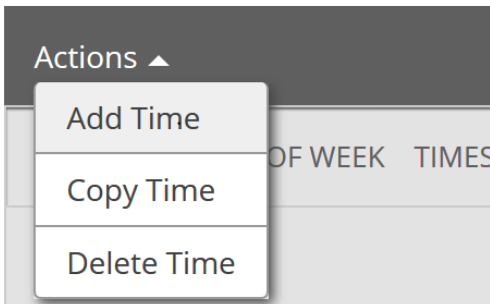 Actions
Add Time
OF WEEK TIMES
Copy Time
Delete Time